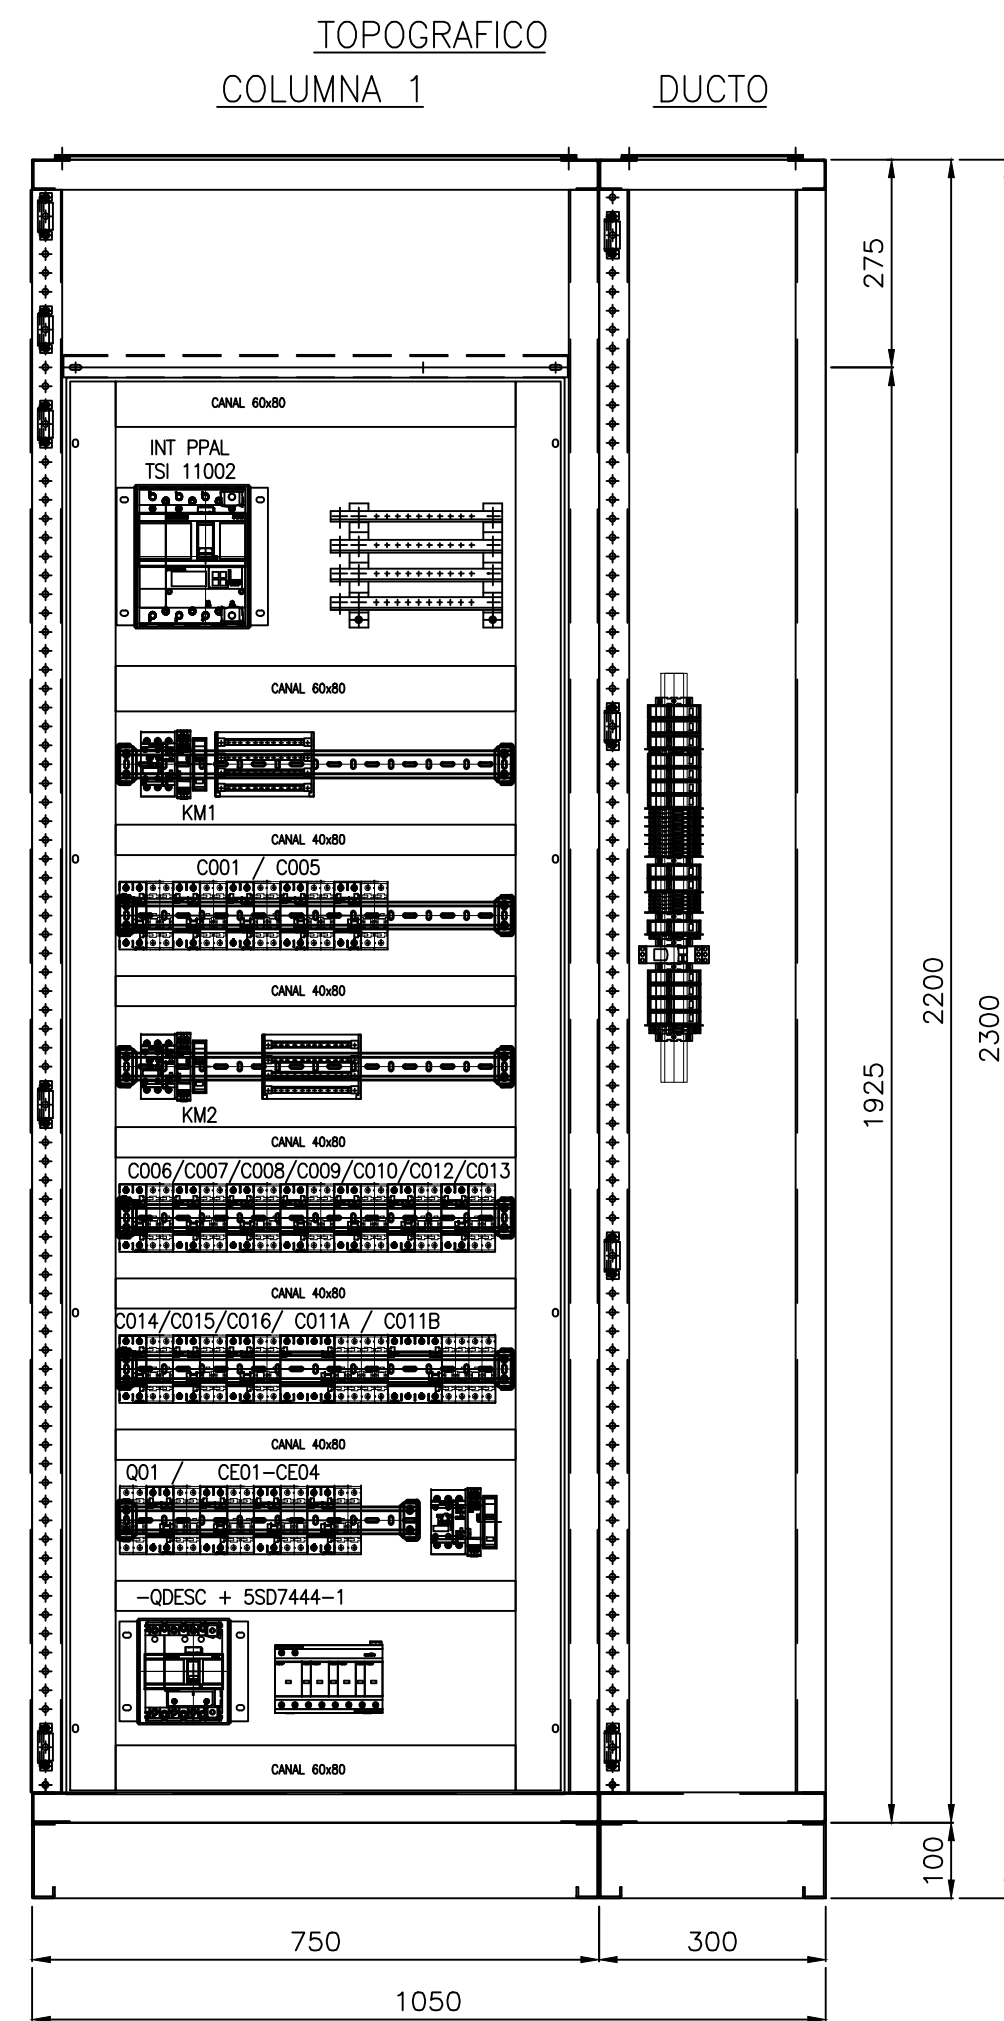 TOPOGRAFICO
COLUMNA 1
DUCTO
275
CANAL 60x80
INT PPAL
TSI 11002
CANAL 60x80
KM1
CANAL 40x80
C001 / C005
CANAL 40x80
2200
2300
1925
KM2
CANAL 40x80
C006/C007/C008/C009/C010/C012/C013
CANAL 40x80
C014/C015/C016/ C011A / C011B
CANAL 40x80
Q01 / CE01-CE04
-QDESC + 5SD7444-1
CANAL 60x80
100
750
300
1050